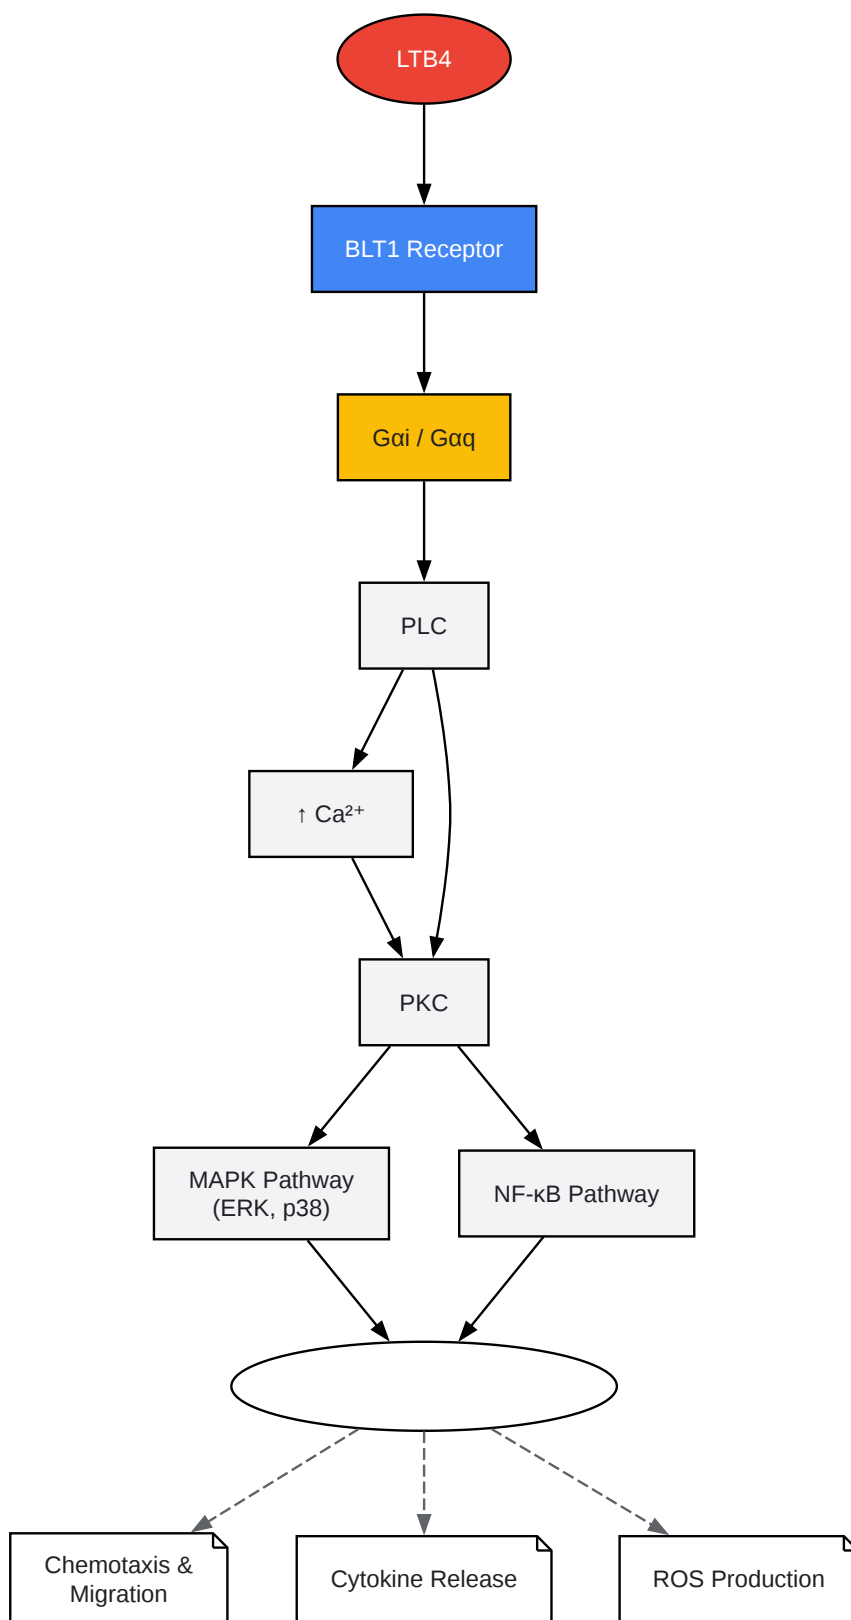 LTB4
BLT1 Receptor
Gαi / Gαq
PLC
↑ Ca²⁺
PKC
MAPK Pathway
(ERK, p38)
NF-κB Pathway
Chemotaxis &
Migration
Cytokine Release
ROS Production